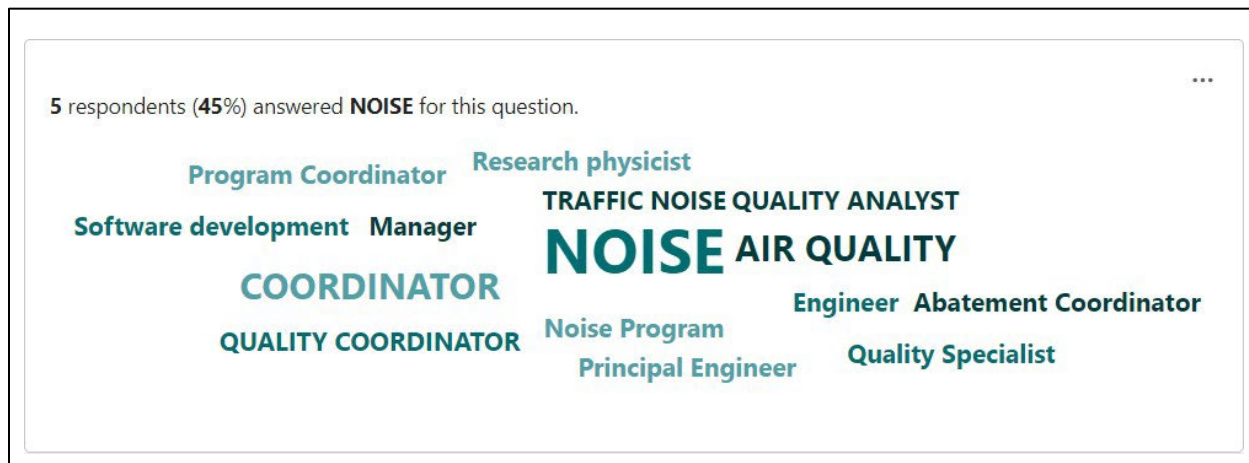 ...
5 respondents (45%) answered NOISE for this question.
Program Coordinator Research physicist
TRAFFIC NOISE QUALITY ANALYST
Software development Manager
NOISE AIR QUALITY
COORDINATOR
Engineer Abatement Coordinator
QUALITY COORDINATOR Noise Program
Quality Specialist
Principal Engineer